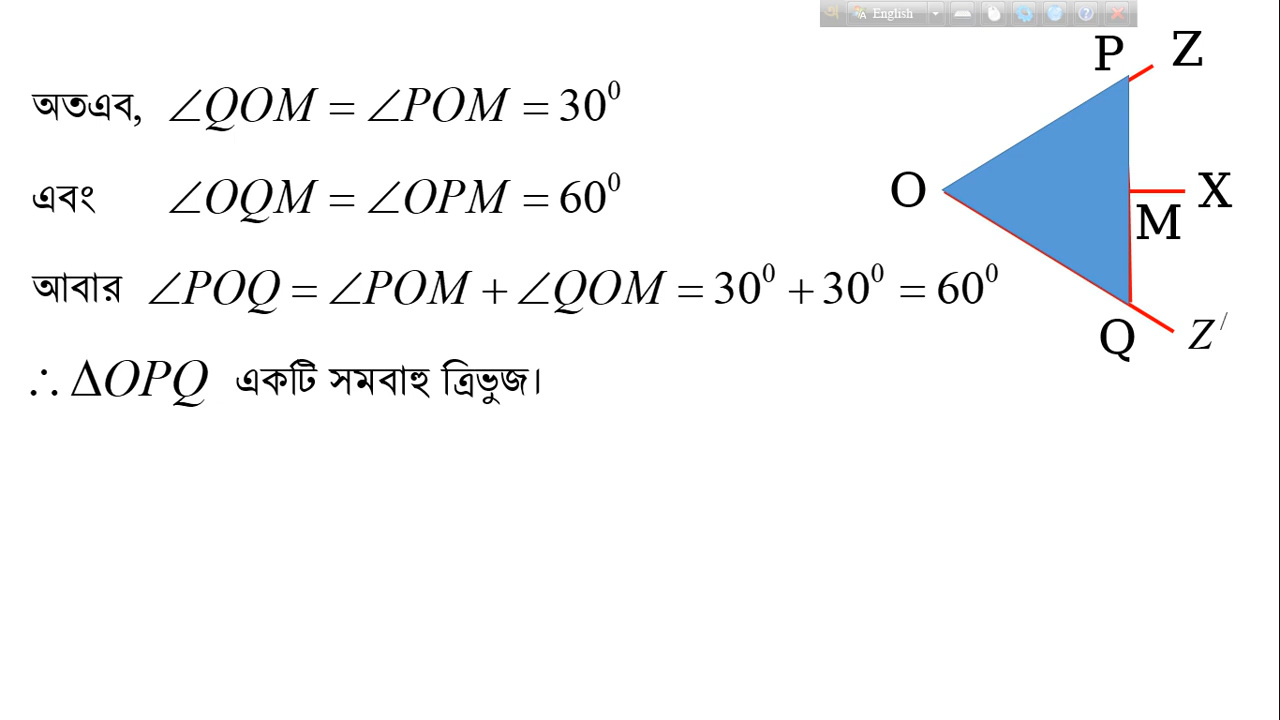 English
অতএব, ∠QOM = ∠POM = 30⁰
এবং ∠OQM = ∠OPM = 60⁰
আবার ∠POQ = ∠POM + ∠QOM = 30⁰ + 30⁰ = 60⁰
∴ ΔOPQ একটি সমবাহু ত্রিভুজ।
P Z
O X
M
Q Z/